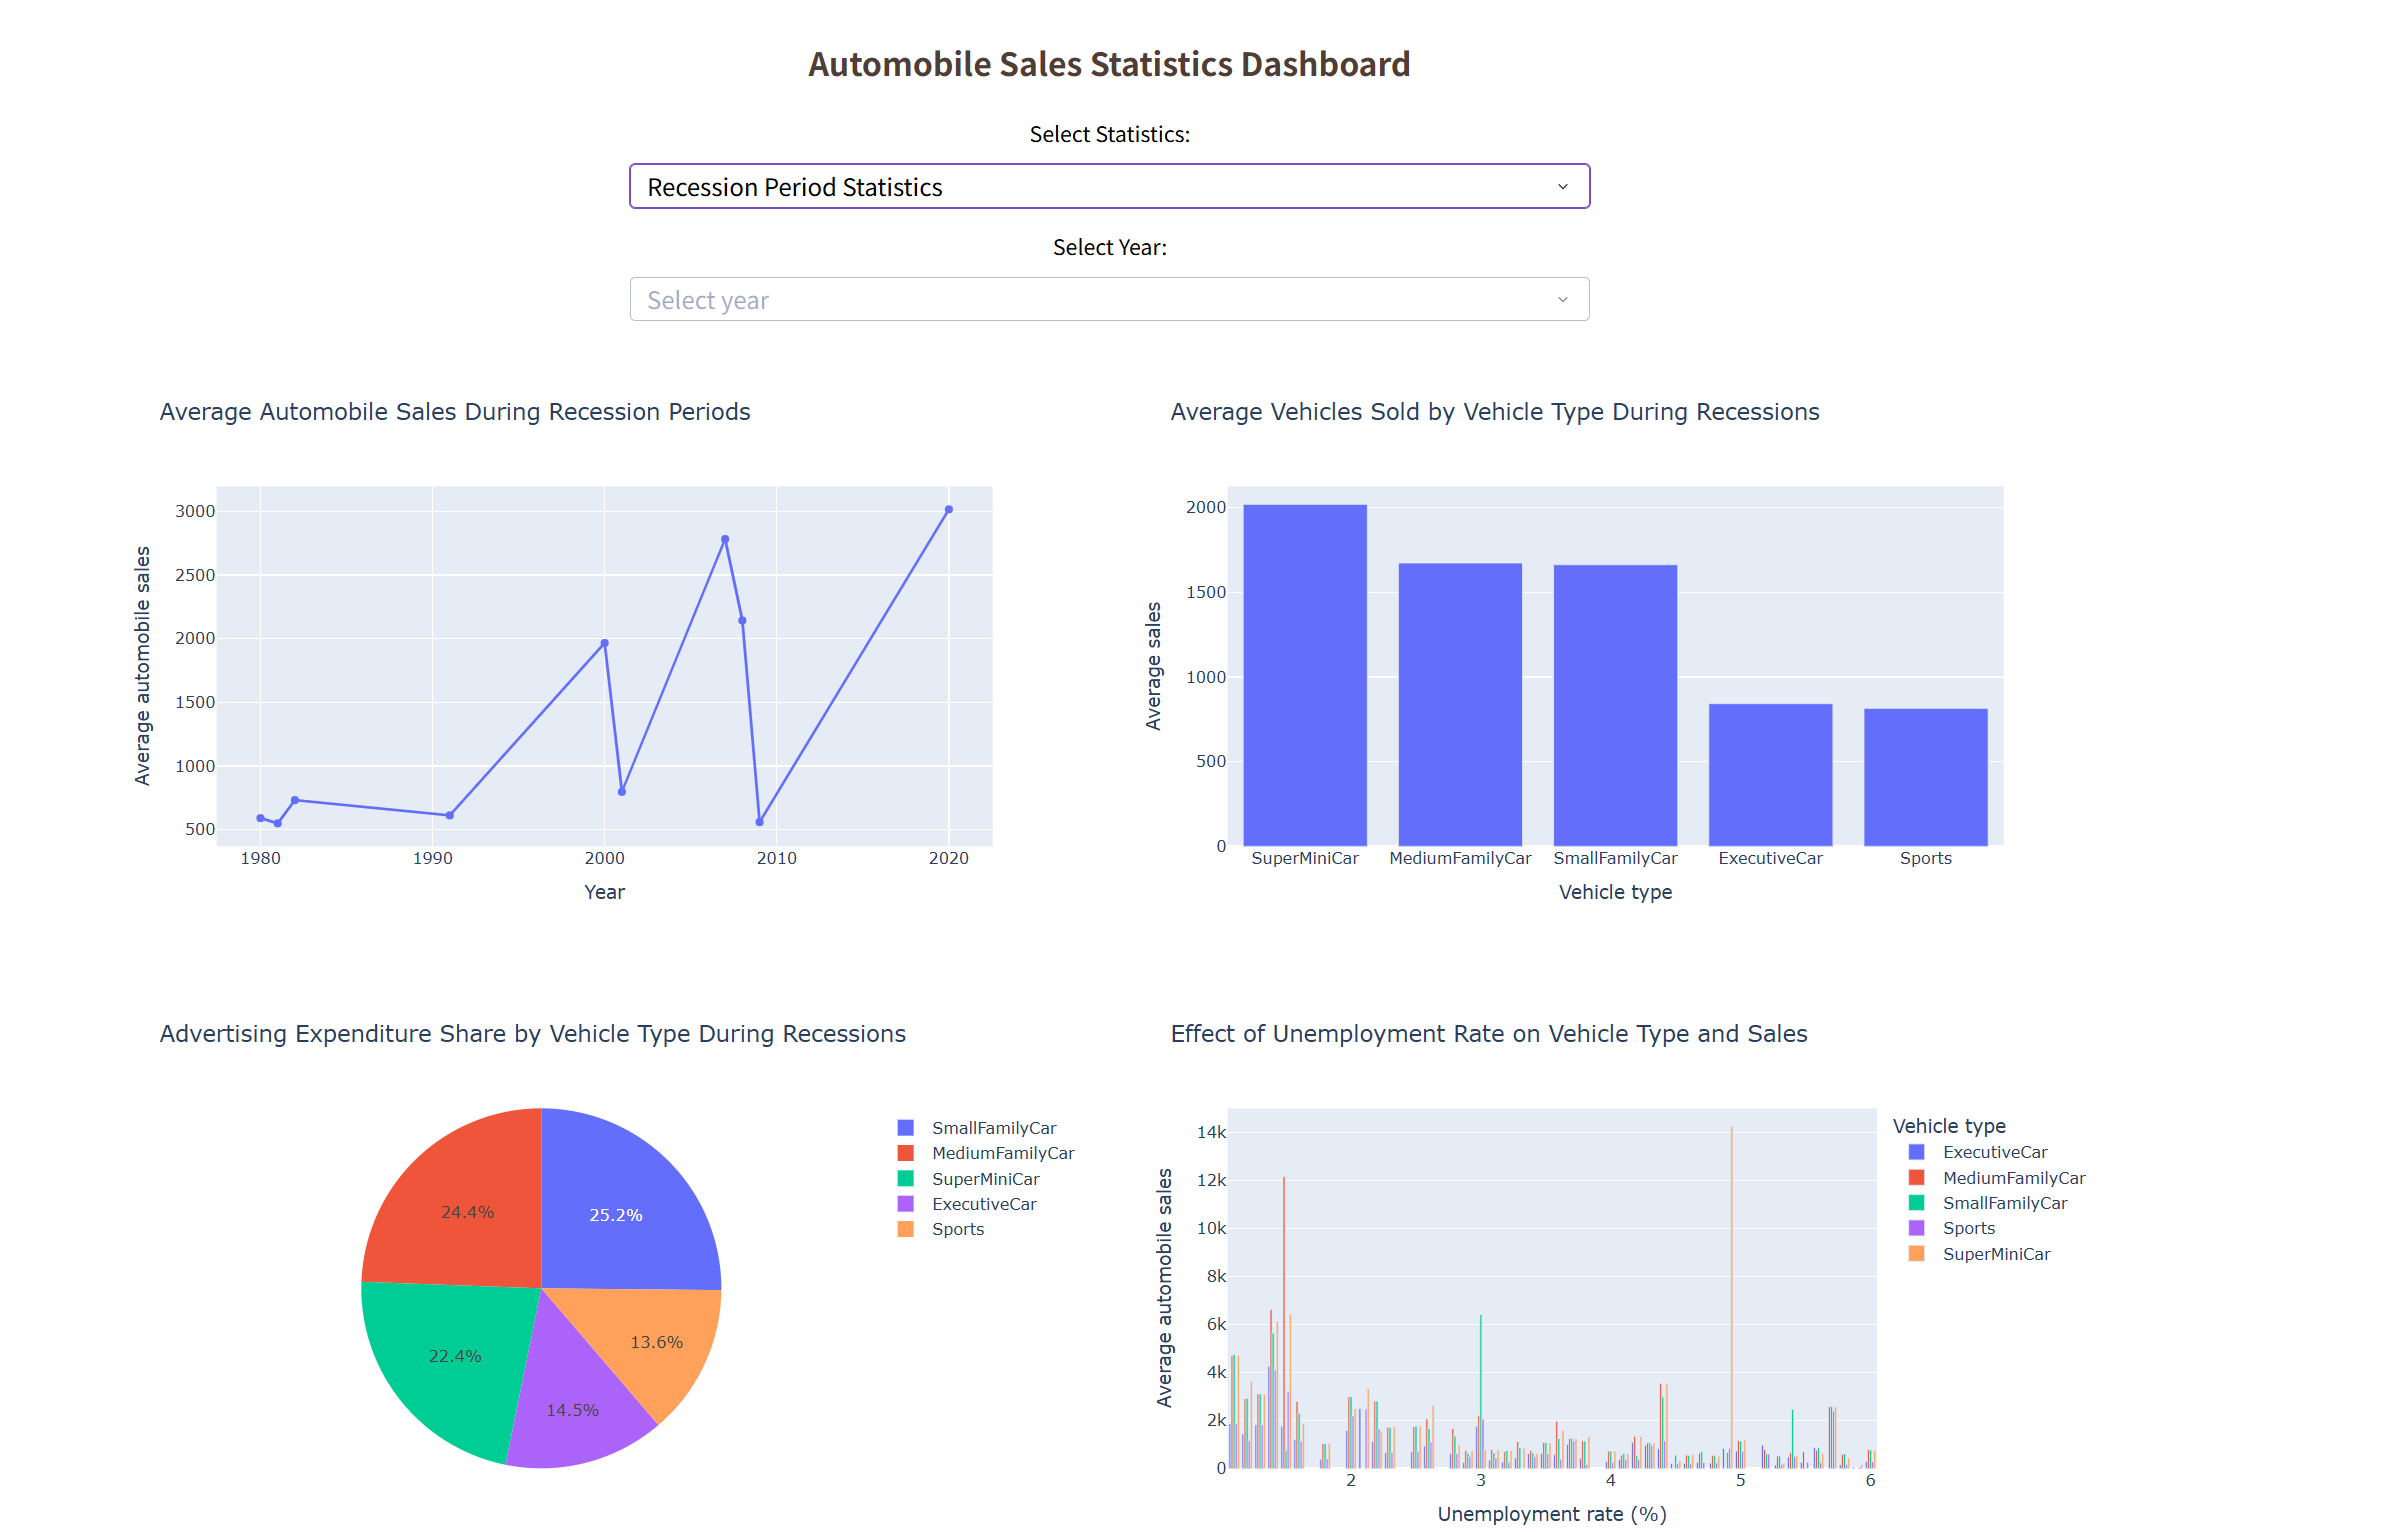 Automobile Sales Statistics Dashboard
Select Statistics:
Recession Period Statistics
Select Year:
Select year
Average Automobile Sales During Recession Periods
3000
2500
2000
1500
1000
500
Average automobile sales
1980 1990 2000 2010 2020
Year
Average Vehicles Sold by Vehicle Type During Recessions
2000
1500
1000
500
0
Average sales
SuperMiniCar MediumFamilyCar SmallFamilyCar ExecutiveCar Sports
Vehicle type
Advertising Expenditure Share by Vehicle Type During Recessions
24.4%
25.2%
13.6%
22.4%
14.5%
SmallFamilyCar
MediumFamilyCar
SuperMiniCar
ExecutiveCar
Sports
Effect of Unemployment Rate on Vehicle Type and Sales
14k
12k
10k
8k
6k
4k
2k
0
Average automobile sales
2 3 4 5 6
Unemployment rate (%)
Vehicle type
ExecutiveCar
MediumFamilyCar
SmallFamilyCar
Sports
SuperMiniCar